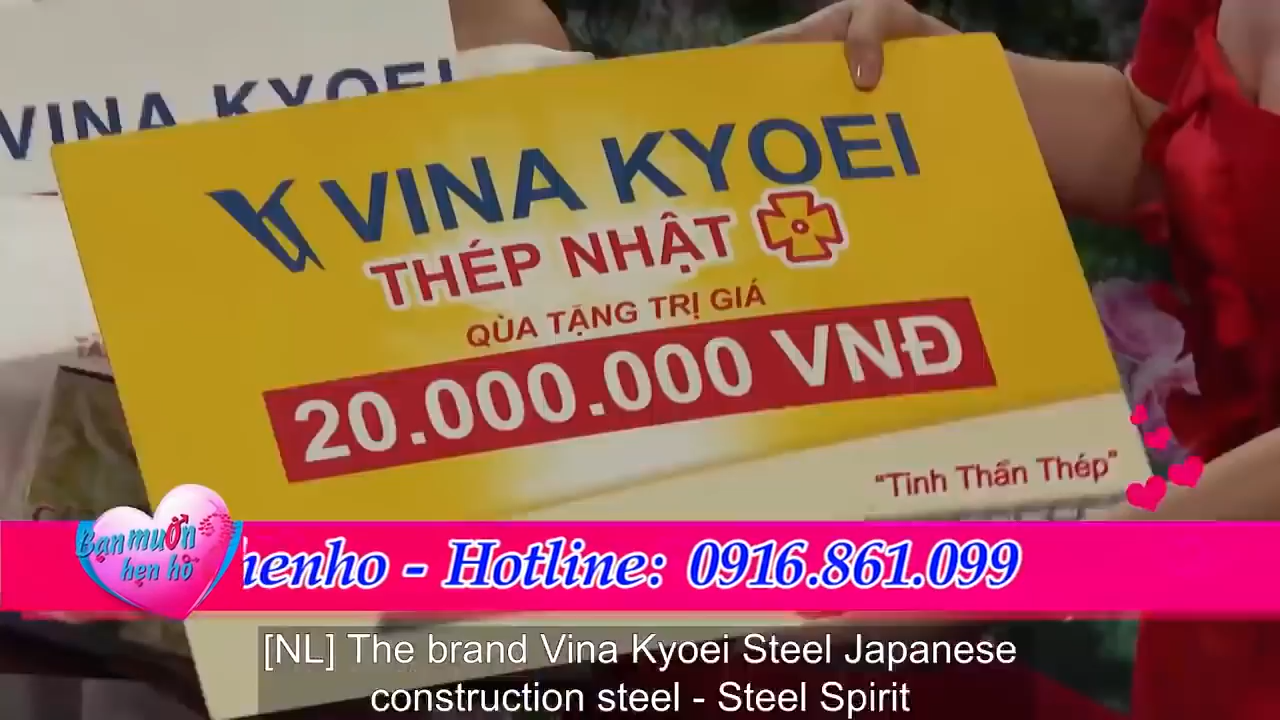 VINA KYOEI
VINA KYOEI
THÉP NHẬT
QÙA TẶNG TRỊ GIÁ
20.000.000 VNĐ
“Tinh Thần Thép”
Bạn muốn
hẹn hò
henho - Hotline: 0916.861.099
[NL] The brand Vina Kyoei Steel Japanese
construction steel - Steel Spirit